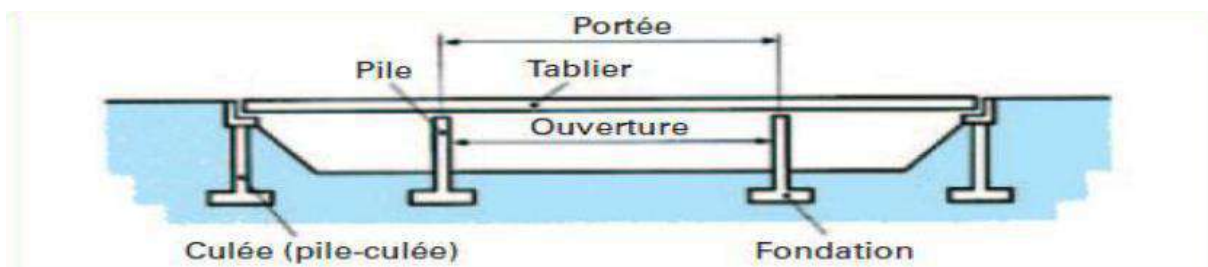 Portée
Pile
Tablier
Ouverture
Culée (pile-culée)
Fondation